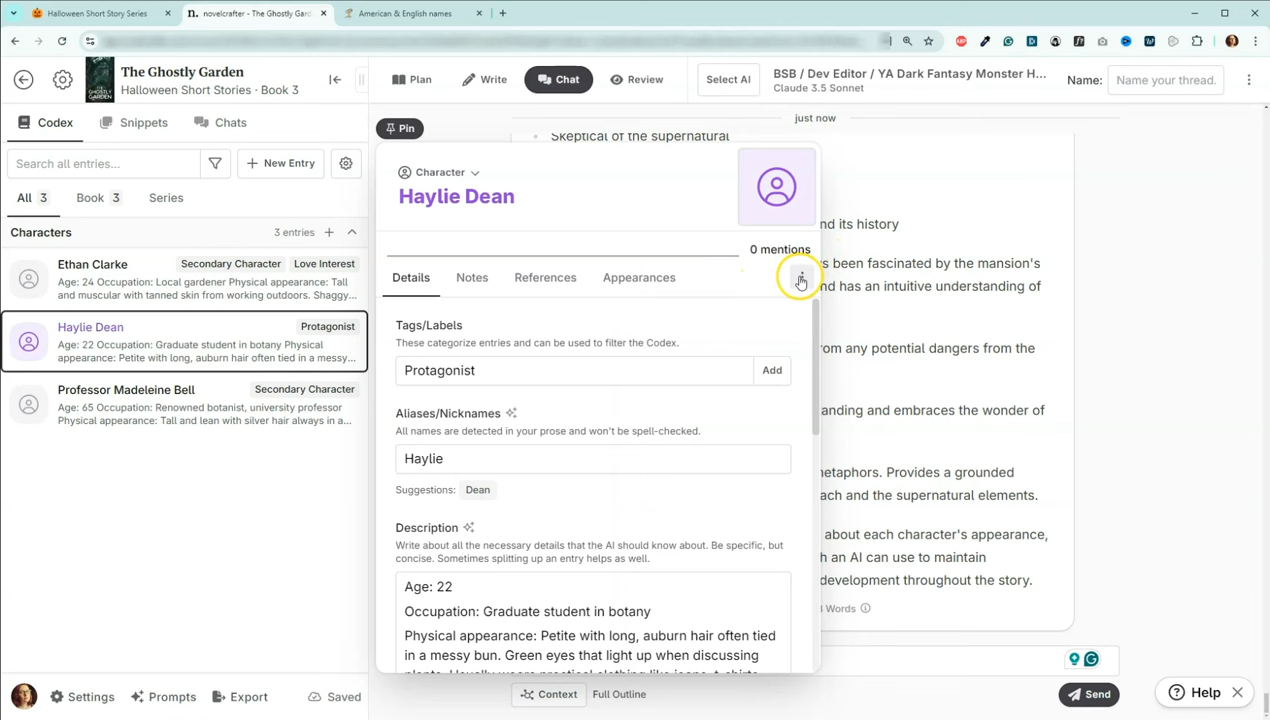 Halloween Short Story Series
n. novelcrafter - The Ghostly Gard
American & English names
The Ghostly Garden
Halloween Short Stories - Book 3
Plan
Write
Chat
Review
Select AI
BSB / Dev Editor / YA Dark Fantasy Monster H...
Claude 3.5 Sonnet
Name:
Name your thread.
Codex
Snippets
Chats
just now
Pin
Skeptical of the supernatural
Search all entries...
New Entry
Character
Haylie Dean
All 3
Book 3
Series
nd its history
Characters
3 entries
0 mentions
Ethan Clarke
Secondary Character
Love Interest
Age: 24 Occupation: Local gardener Physical appearance: Tall
and muscular with tanned skin from working outdoors. Shaggy...
Details
Notes
References
Appearances
s been fascinated by the mansion's
nd has an intuitive understanding of
Haylie Dean
Protagonist
Age: 22 Occupation: Graduate student in botany Physical
appearance: Petite with long, auburn hair often tied in a messy...
Tags/Labels
These categorize entries and can be used to filter the Codex.
Protagonist
Add
rom any potential dangers from the
Professor Madeleine Bell
Secondary Character
Age: 65 Occupation: Renowned botanist, university professor
Physical appearance: Tall and lean with silver hair always in a...
Aliases/Nicknames
All names are detected in your prose and won't be spell-checked.
Haylie
Suggestions: Dean
nding and embraces the wonder of
netaphors. Provides a grounded
ach and the supernatural elements.
Description
Write about all the necessary details that the AI should know about. Be specific, but
concise. Sometimes splitting up an entry helps as well.
about each character's appearance,
h an AI can use to maintain
development throughout the story.
Age: 22
Occupation: Graduate student in botany
Physical appearance: Petite with long, auburn hair often tied
in a messy bun. Green eyes that light up when discussing
Words
Settings
Prompts
Export
Saved
Context
Full Outline
Send
Help